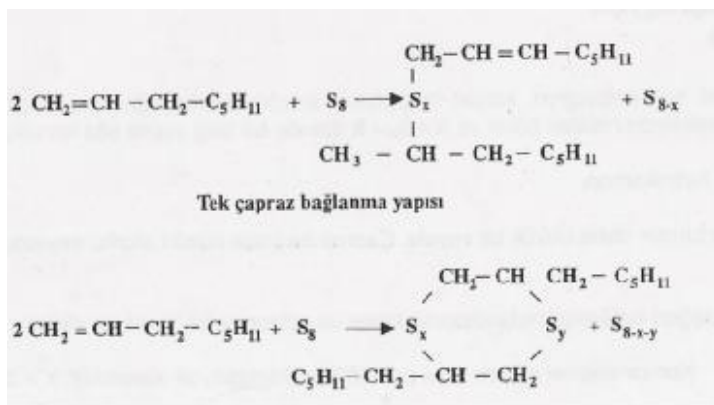 CH₂–CH=CH–C₅H₁₁
2 CH₂=CH–CH₂–C₅H₁₁ + S₈ → Sₓ + S₈₋ₓ
CH₃ – CH – CH₂ – C₅H₁₁
Tek çapraz bağlanma yapısı
CH₂–CH CH₂ – C₅H₁₁
2 CH₂ = CH – CH₂–C₅H₁₁ + S₈ → Sₓ Sᵧ + S₈₋ₓ₋ᵧ
C₅H₁₁–CH₂ – CH – CH₂